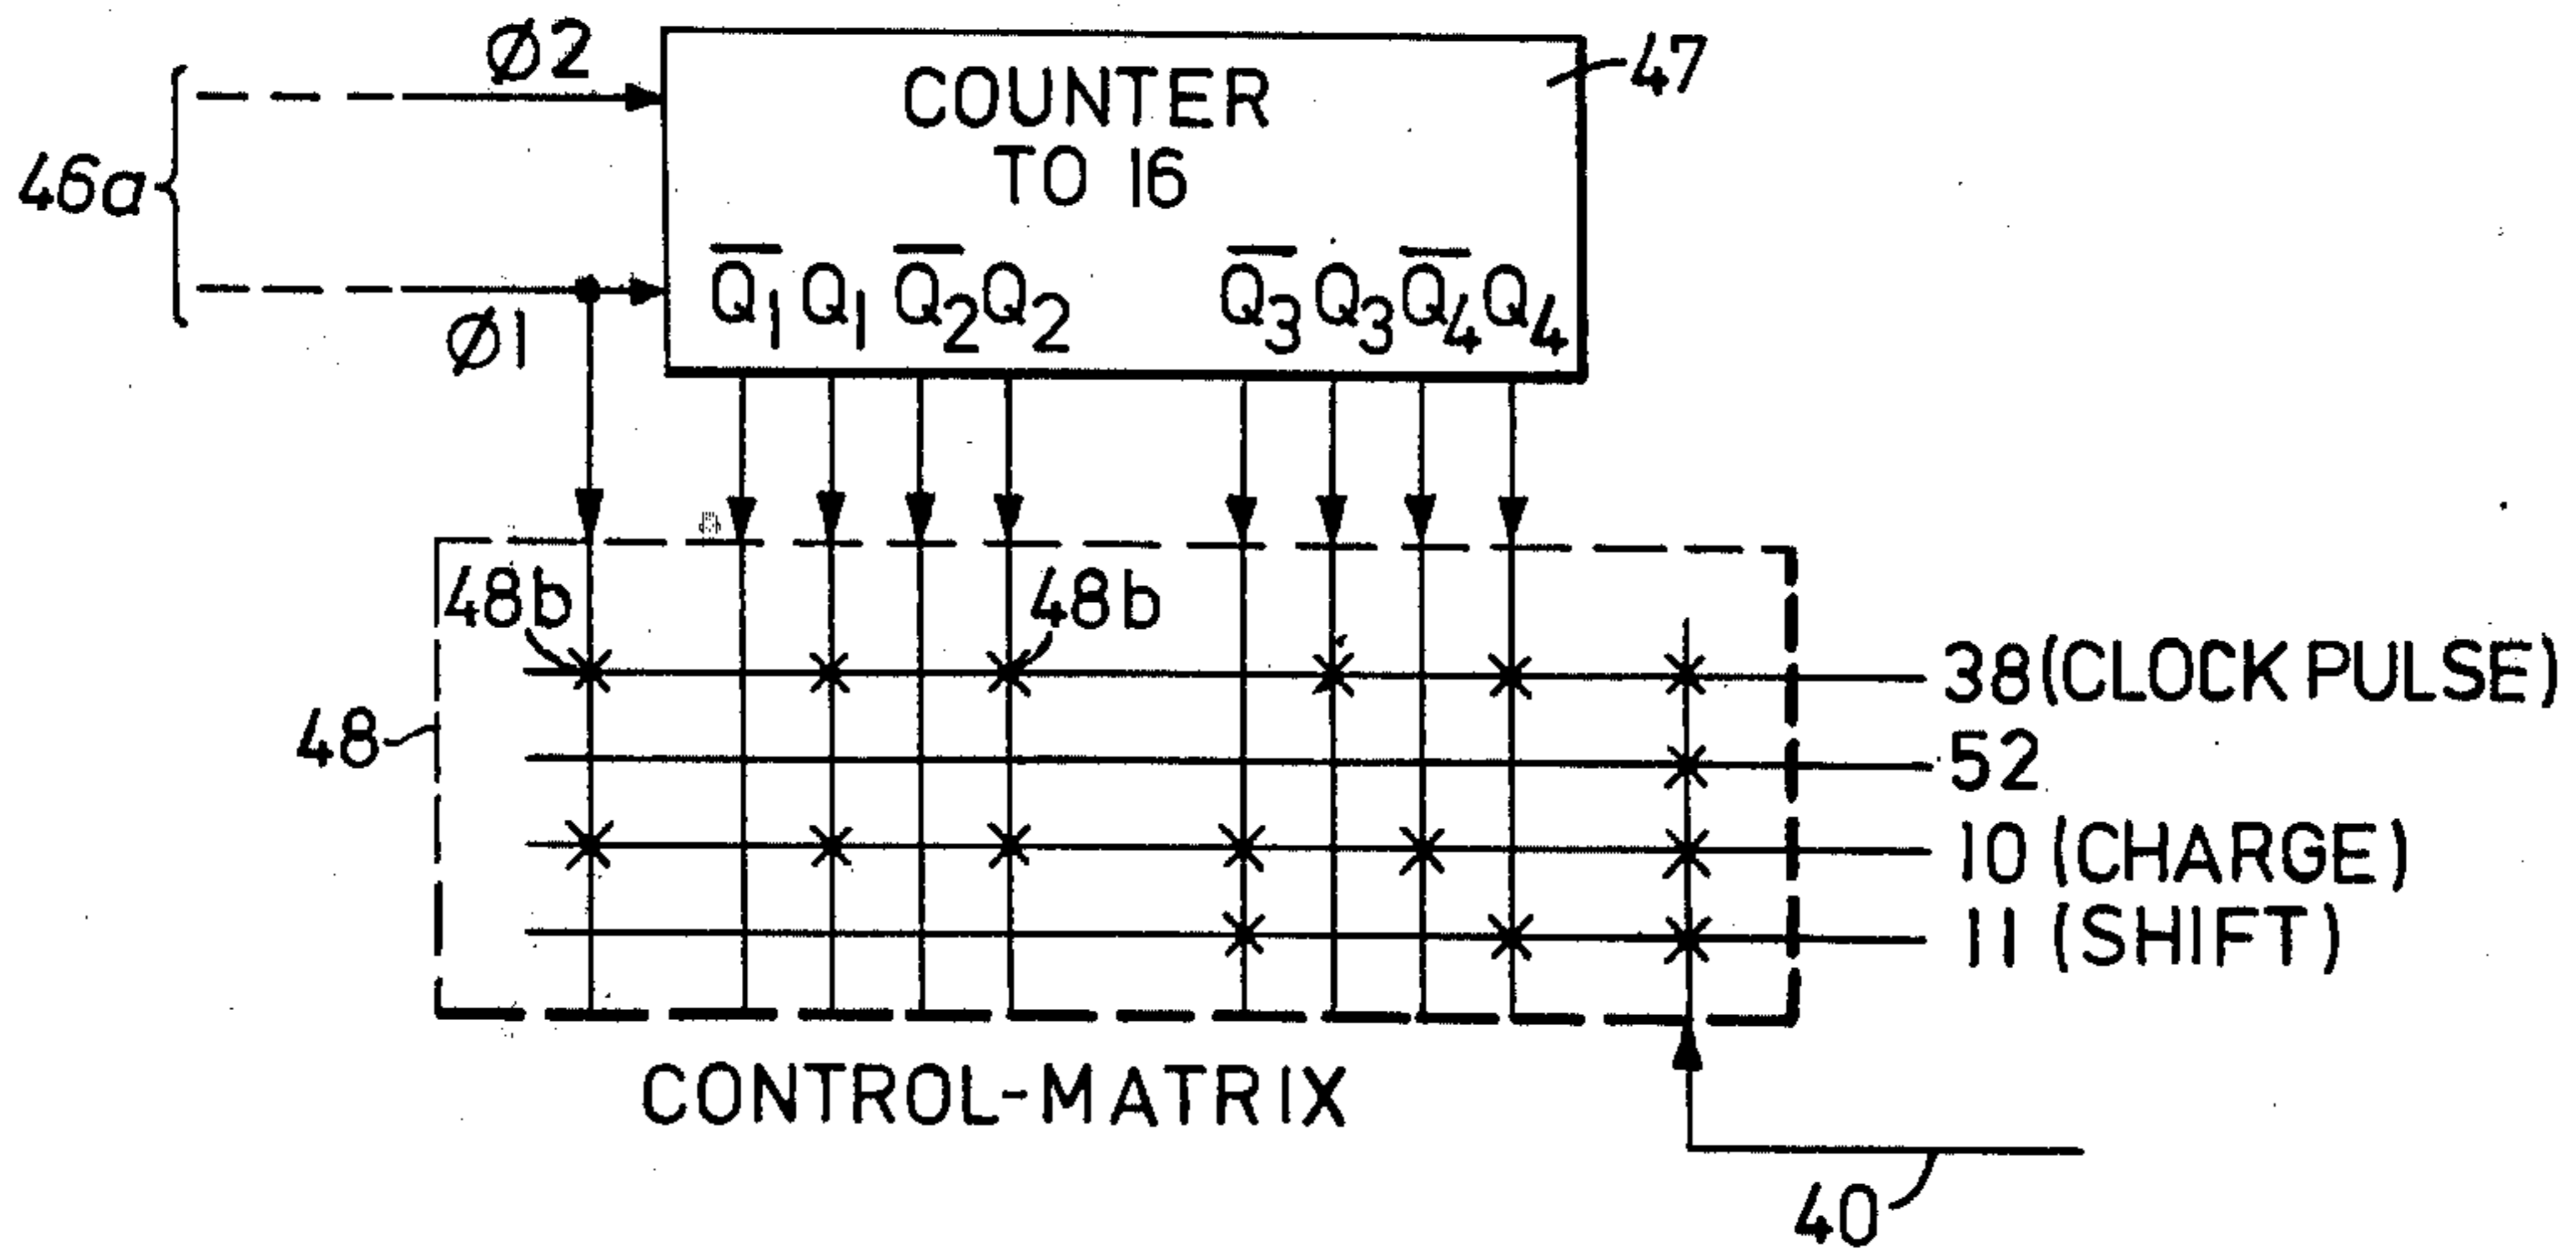 Ø2
47
COUNTER
TO 16
46a
Q̅1 Q1 Q̅2 Q2 Q̅3 Q3 Q̅4 Q4
Ø1
48b 48b
38 (CLOCK PULSE)
48
52
10 (CHARGE)
11 (SHIFT)
CONTROL-MATRIX
40